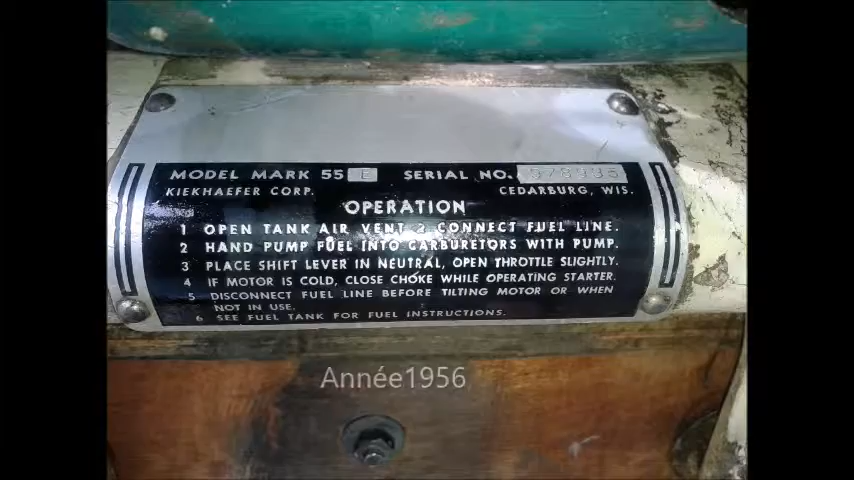 MODEL MARK 55 E SERIAL NO.
KIEKHAEFER CORP. CEDARBURG, WIS.
OPERATION
1 OPEN TANK AIR VENT & CONNECT FUEL LINE.
2 HAND PUMP FUEL INTO CARBURETORS WITH PUMP.
3 PLACE SHIFT LEVER IN NEUTRAL, OPEN THROTTLE SLIGHTLY.
4 IF MOTOR IS COLD, CLOSE CHOKE WHILE OPERATING STARTER.
5 DISCONNECT FUEL LINE BEFORE TILTING MOTOR OR WHEN
NOT IN USE.
6 SEE FUEL TANK FOR FUEL INSTRUCTIONS.
Année1956